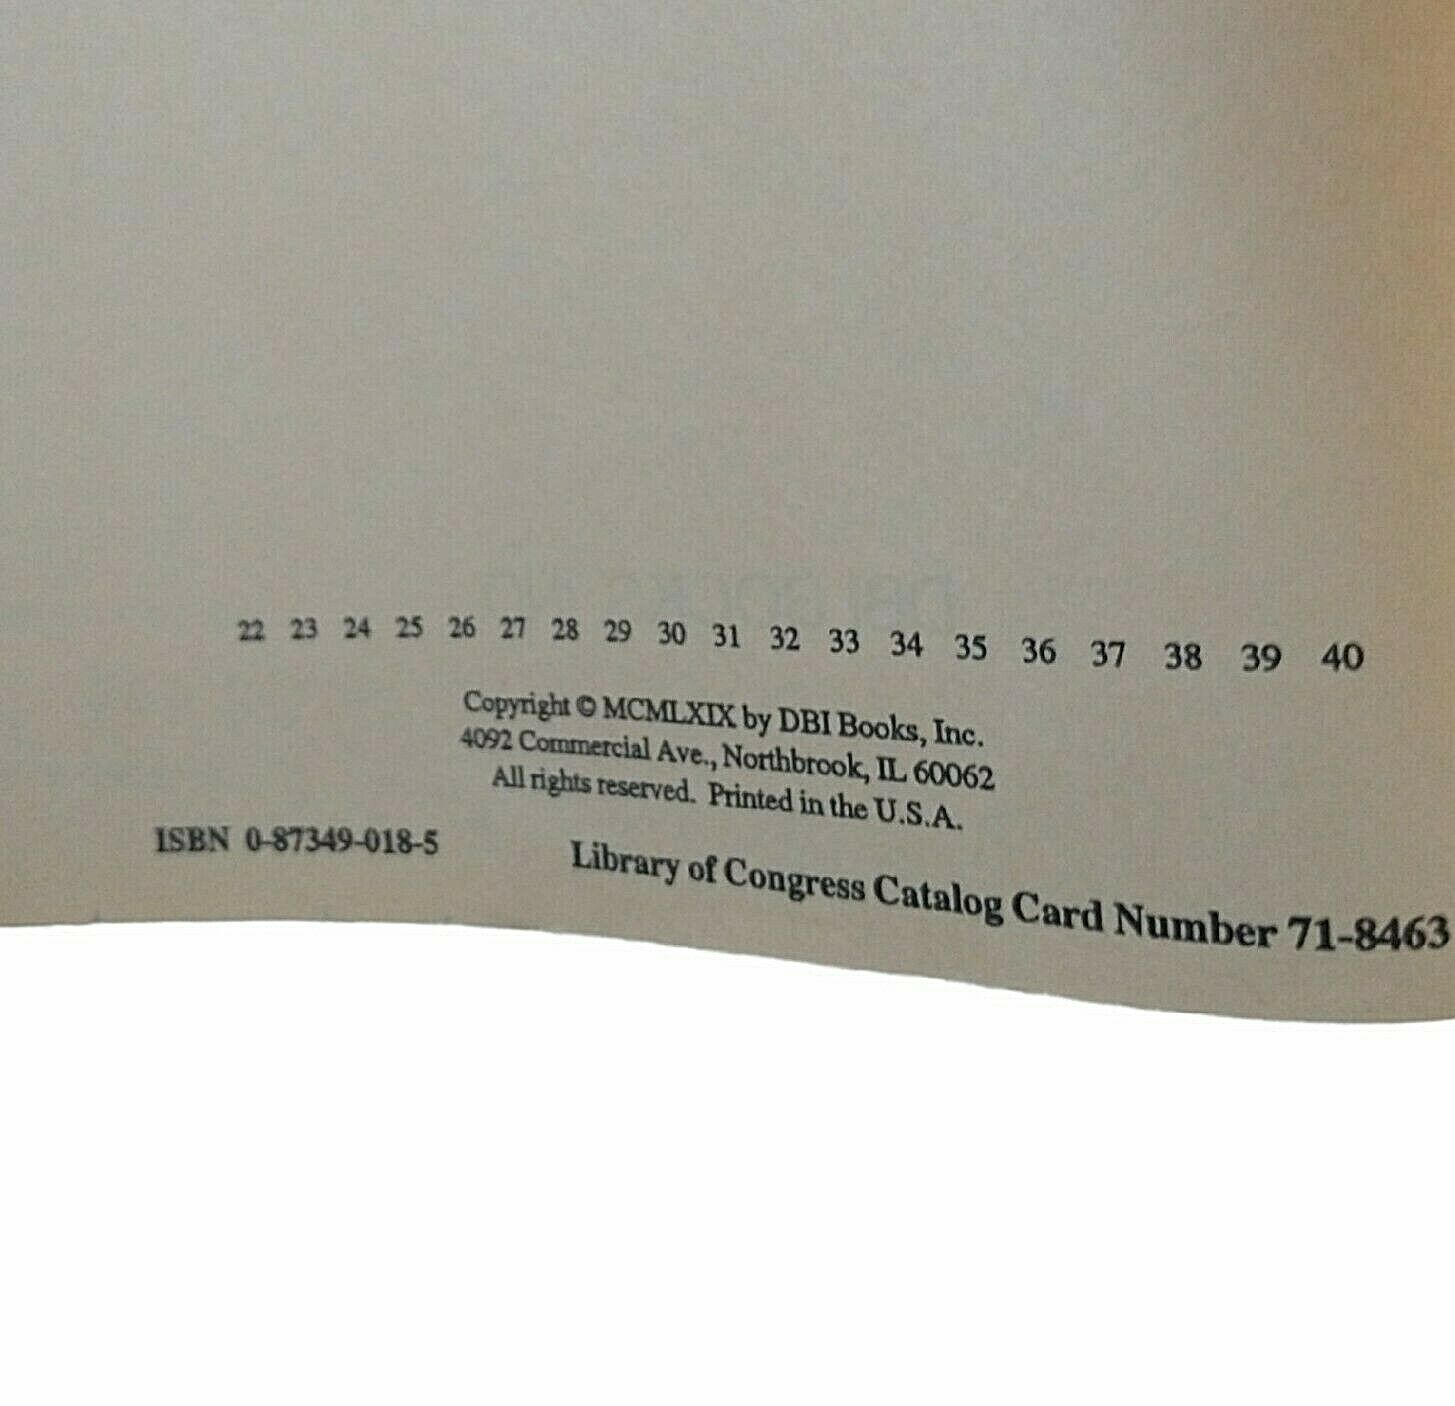 22 23 24 25 26 27 28 29 30 31 32 33 34 35 36 37 38 39 40
Copyright © MCMLXIX by DBI Books, Inc.
4092 Commercial Ave., Northbrook, IL 60062
All rights reserved. Printed in the U.S.A.
ISBN 0-87349-018-5
Library of Congress Catalog Card Number 71-8463